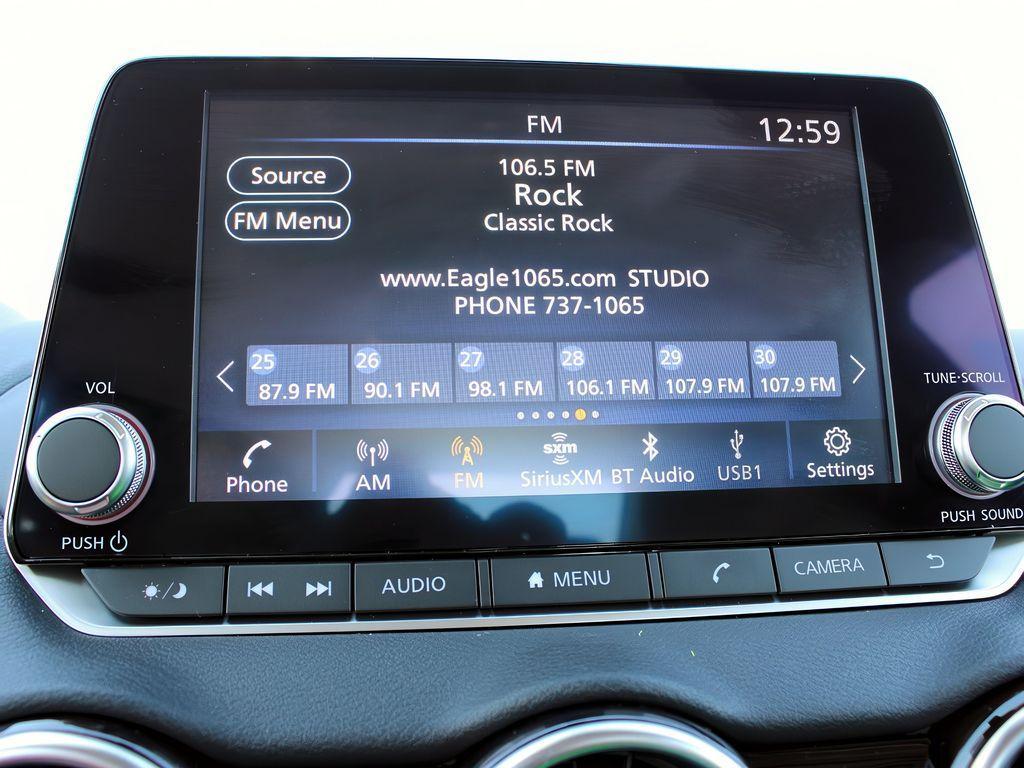 FM
12:59
Source
106.5 FM
Rock
FM Menu
Classic Rock
www.Eagle1065.com STUDIO
PHONE 737-1065
25 26 27 28 29 30
87.9 FM 90.1 FM 98.1 FM 106.1 FM 107.9 FM 107.9 FM
VOL
TUNE·SCROLL
sxm
Phone AM FM SiriusXM BT Audio USB1 Settings
PUSH
PUSH SOUND
AUDIO
MENU
CAMERA